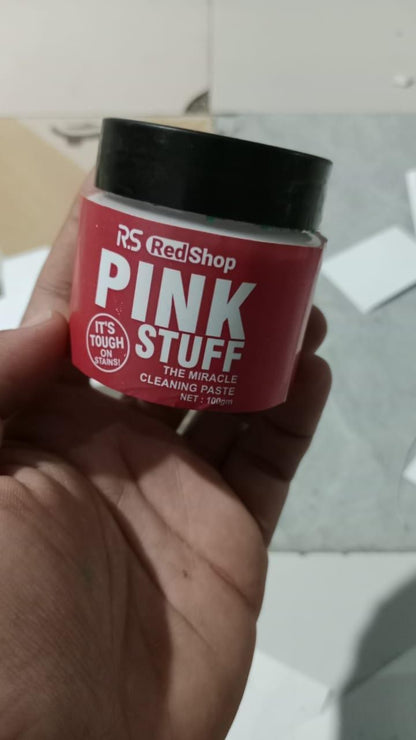 RS RedShop
PINK
STUFF
IT'S
TOUGH
ON
STAINS!
THE MIRACLE
CLEANING PASTE
NET : 100gm